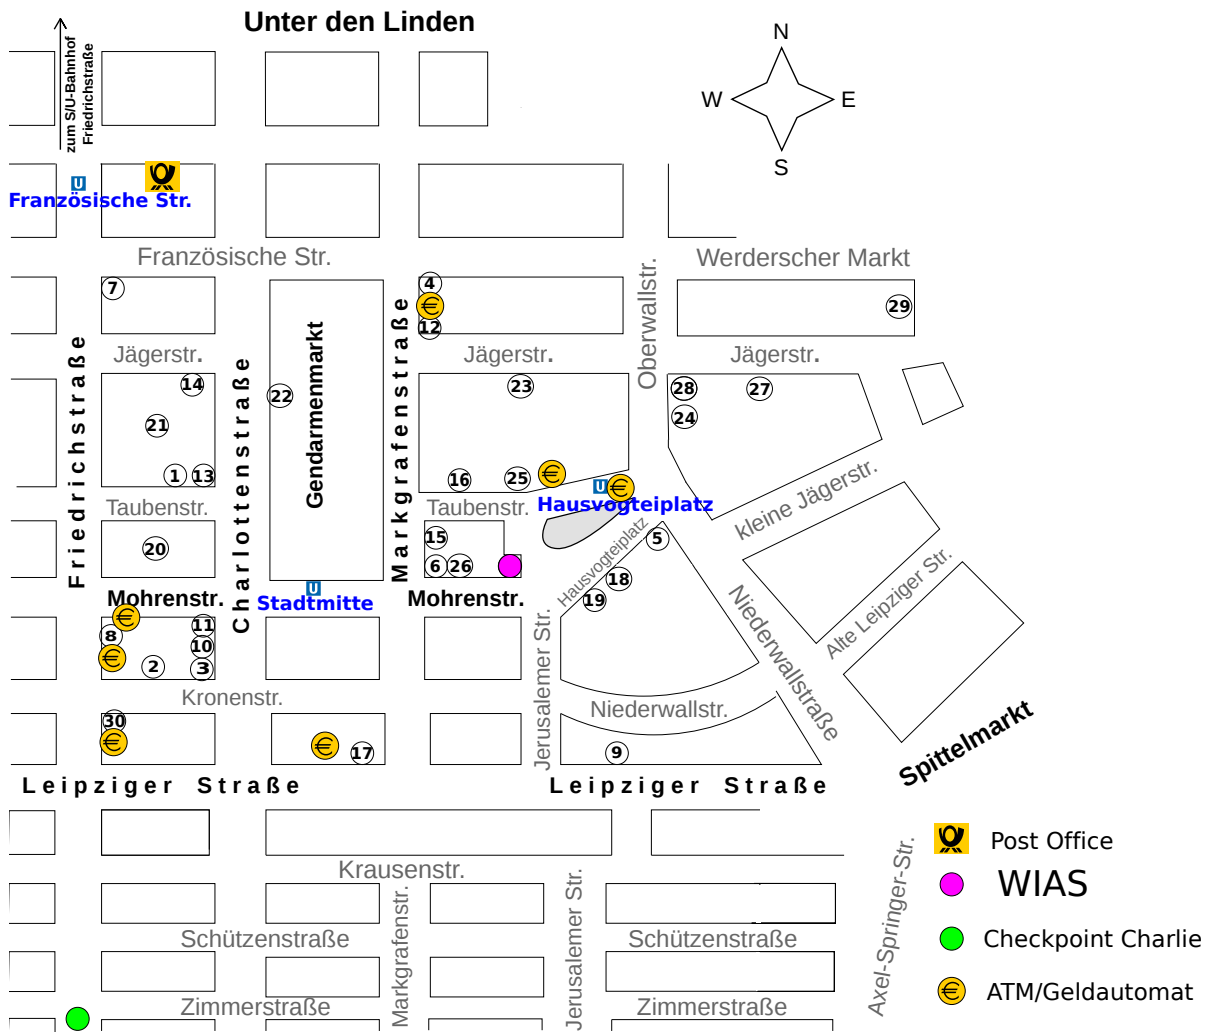 Unter den Linden
zum S/U-Bahnhof
Friedrichstraße
N
W
E
S
U
Französische Str.
Französische Str.
Werderscher Markt
Oberwallstr.
7
4
€
12
29
Jägerstr.
Jägerstr.
Jägerstr.
Friedrichstraße
Charlottenstraße
Gendarmenmarkt
Markgrafenstraße
14
22
23
28
27
24
21
1
13
16
25
€
U
€
Hausvogteiplatz
Taubenstr.
Taubenstr.
kleine Jägerstr.
20
15
6
26
5
18
19
Hausvogteiplatz
U
Mohrenstr.
Stadtmitte
Mohrenstr.
Niederwallstraße
Alte Leipziger Str.
Jerusalemer Str.
€
8
€
2
11
10
3
Kronenstr.
Niederwallstr.
Spittelmarkt
30
€
€
17
9
Leipziger Straße
Leipziger Straße
Krausenstr.
Markgrafenstr.
Jerusalemer Str.
Axel-Springer-Str.
Schützenstraße
Schützenstraße
Zimmerstraße
Zimmerstraße
Post Office
WIAS
Checkpoint Charlie
€
ATM/Geldautomat